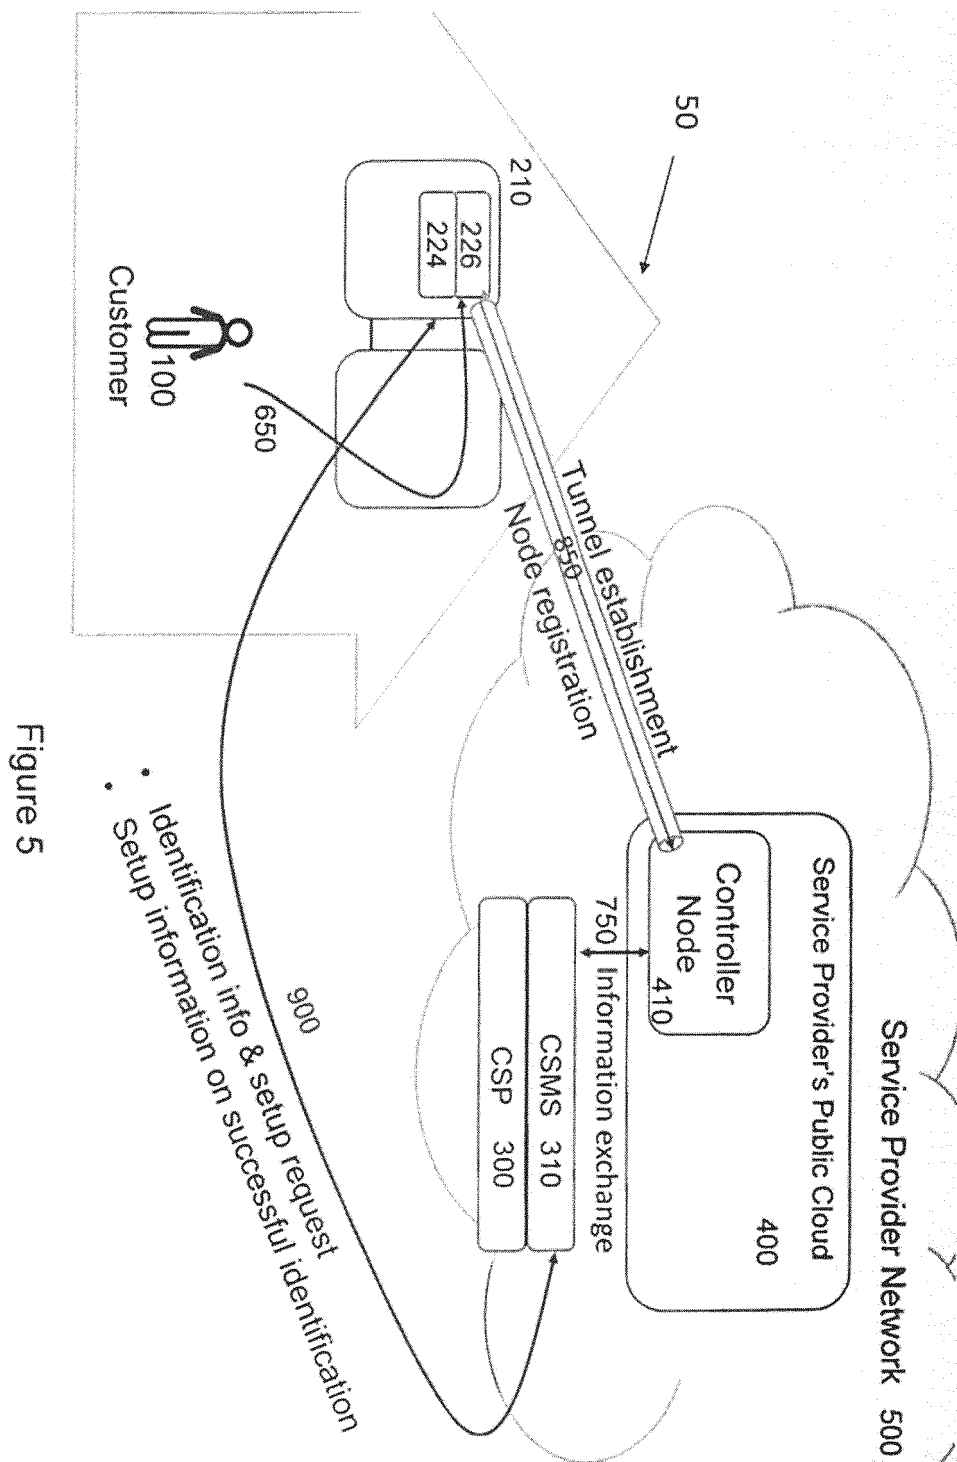 Service Provider Network 500
50
Service Provider's Public Cloud
400
Controller
Node
410
210
226
224
Tunnel establishment
850
Node registration
750
Information exchange
CSMS 310
CSP 300
650
100
Customer
900
• Identification info & setup request
• Setup information on successful identification
Figure 5